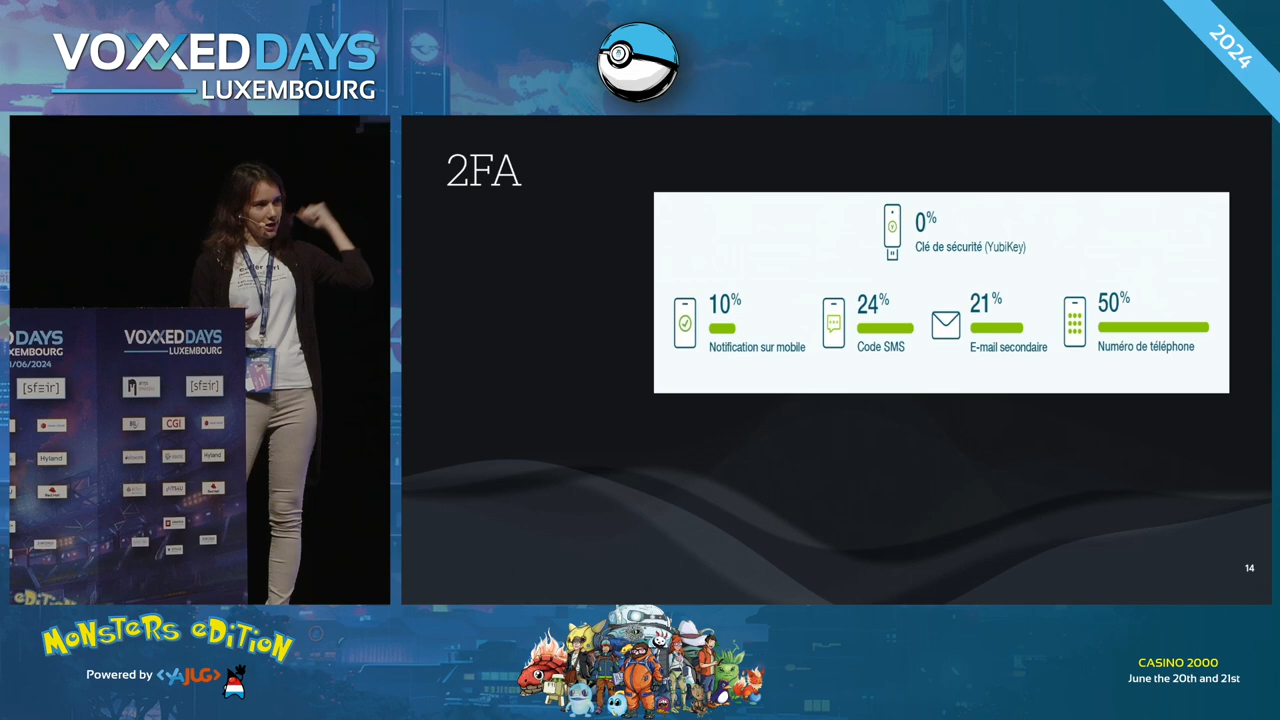 VOXXED DAYS
LUXEMBOURG
2024
2FA
0%
Clé de sécurité (YubiKey)
10%
Notification sur mobile
24%
Code SMS
21%
E-mail secondaire
50%
Numéro de téléphone
14
VOXXED DAYS
LUXEMBOURG
[sfeir]
[sfeir]
[sfeir]
CGI
Hyland
Hyland
MONSTERS EDITION
Powered by <YAJUG>
CASINO 2000
June the 20th and 21st